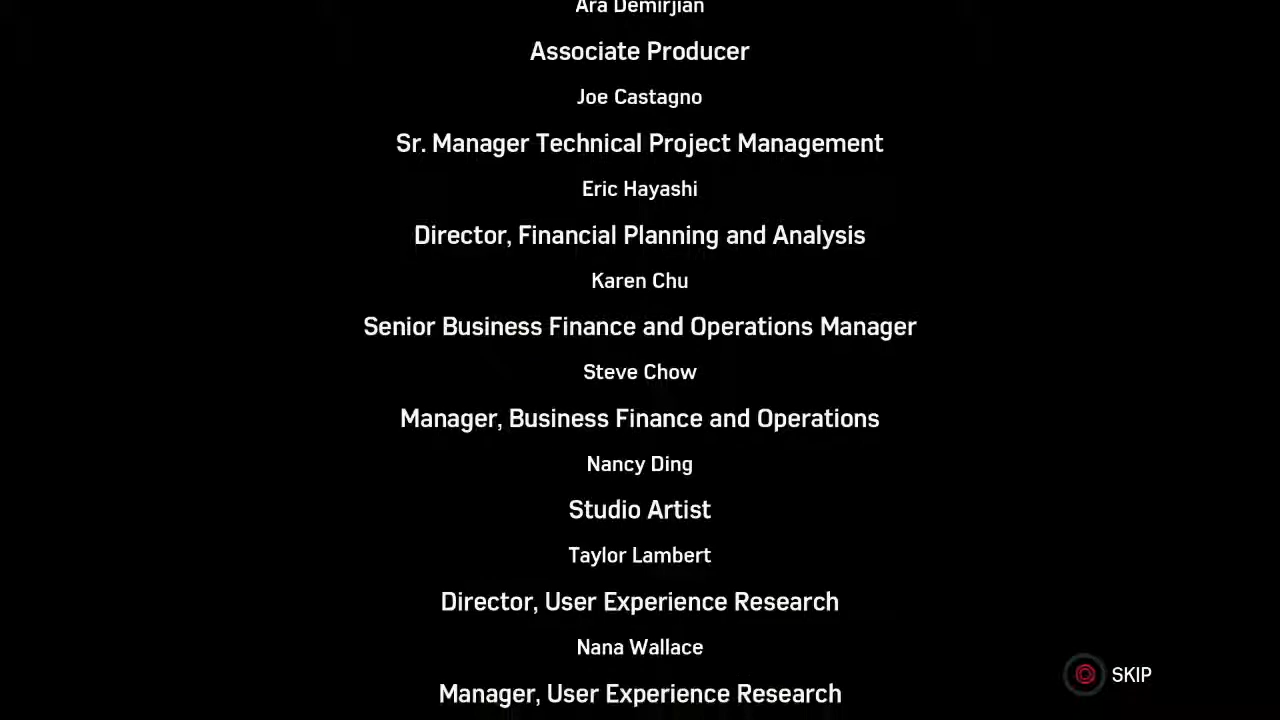 Ara Demirjian
Associate Producer
Joe Castagno
Sr. Manager Technical Project Management
Eric Hayashi
Director, Financial Planning and Analysis
Karen Chu
Senior Business Finance and Operations Manager
Steve Chow
Manager, Business Finance and Operations
Nancy Ding
Studio Artist
Taylor Lambert
Director, User Experience Research
Nana Wallace
SKIP
Manager, User Experience Research